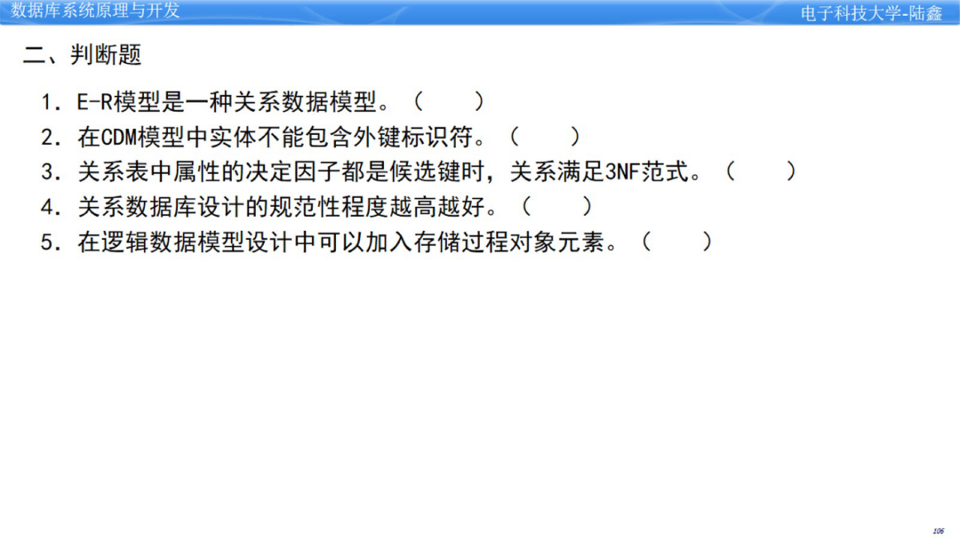 数据库系统原理与开发
电子科技大学-陆鑫
二、判断题
1. E-R模型是一种关系数据模型。（　　）
2. 在CDM模型中实体不能包含外键标识符。（　　）
3. 关系表中属性的决定因子都是候选键时，关系满足3NF范式。（　　）
4. 关系数据库设计的规范性程度越高越好。（　　）
5. 在逻辑数据模型设计中可以加入存储过程对象元素。（　　）
106